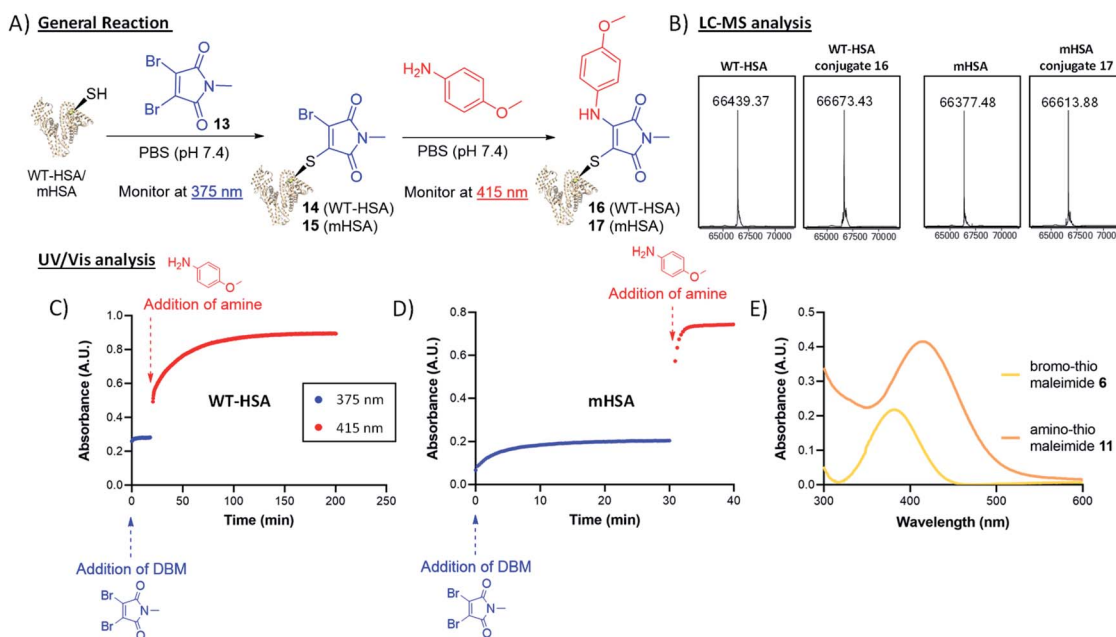 A) General Reaction
SH
WT-HSA/
mHSA
Br
Br
O
N
O
13
PBS (pH 7.4)
Monitor at 375 nm
Br
O
N
O
S
14 (WT-HSA)
15 (mHSA)
H2N
O
PBS (pH 7.4)
Monitor at 415 nm
O
HN
O
N
O
S
16 (WT-HSA)
17 (mHSA)
B) LC-MS analysis
WT-HSA
66439.37
65000 67500 70000
WT-HSA
conjugate 16
66673.43
65000 67500 70000
mHSA
66377.48
65000 67500 70000
mHSA
conjugate 17
66613.88
65000 67500 70000
UV/Vis analysis
C)
H2N
O
Addition of amine
Absorbance (A.U.)
1.0
0.8
0.6
0.4
0.2
0.0
WT-HSA
375 nm
415 nm
0 50 100 150 200 250
Time (min)
Addition of DBM
Br
Br
O
N
O
D)
H2N
O
Addition of amine
Absorbance (A.U.)
0.8
0.6
0.4
0.2
0.0
mHSA
0 10 20 30 40
Time (min)
Addition of DBM
Br
Br
O
N
O
E)
Absorbance (A.U.)
0.5
0.4
0.3
0.2
0.1
0.0
300 400 500 600
Wavelength (nm)
bromo-thio
maleimide 6
amino-thio
maleimide 11